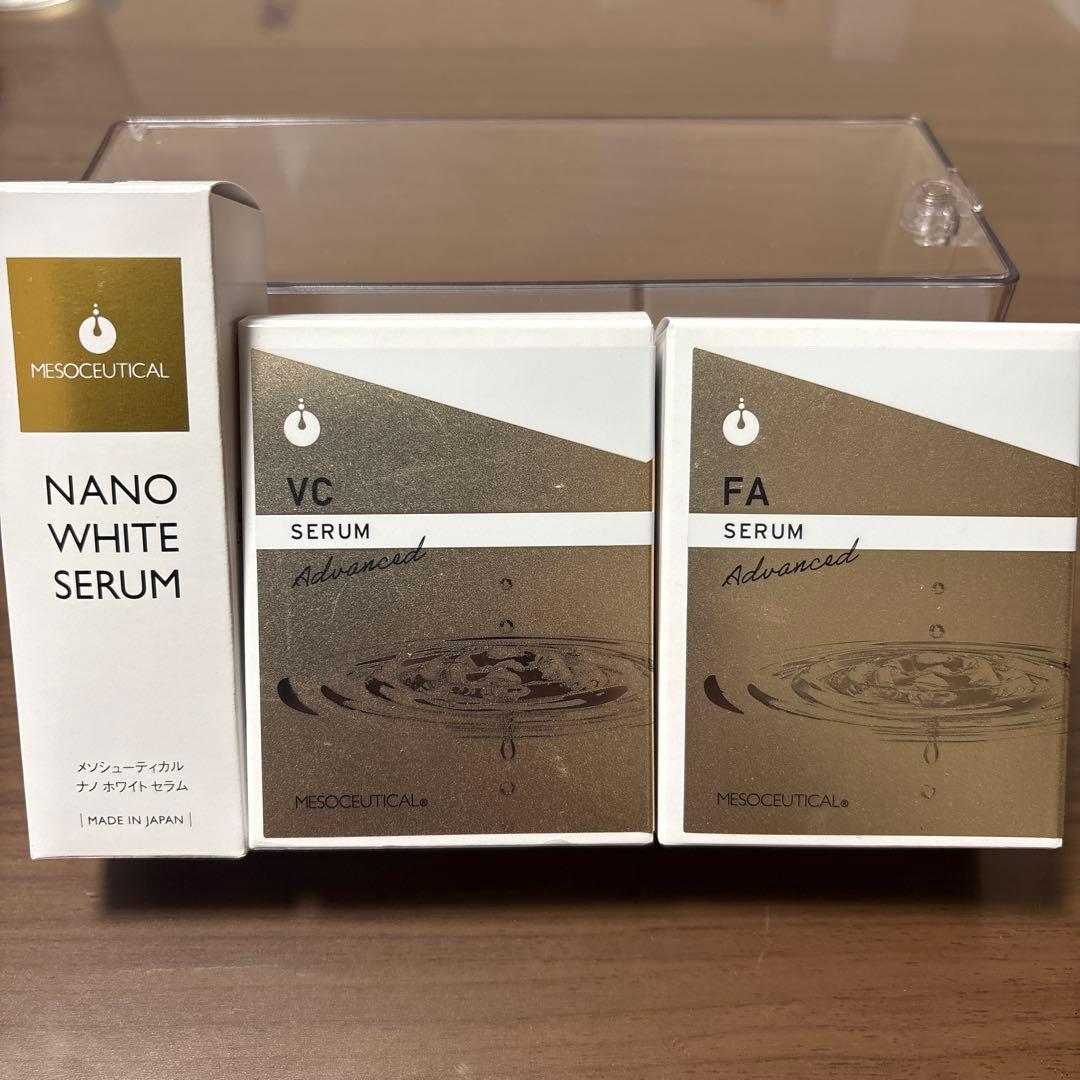 MESOCEUTICAL
NANO
WHITE
SERUM
メソシューティカル
ナノ ホワイト セラム
| MADE IN JAPAN |
VC
SERUM
Advanced
MESOCEUTICAL®
FA
SERUM
Advanced
MESOCEUTICAL®